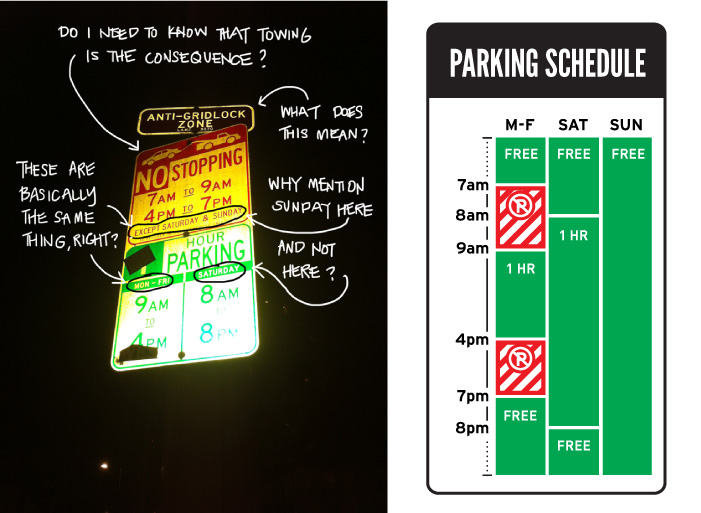 DO I NEED TO KNOW THAT TOWING
IS THE CONSEQUENCE?
WHAT DOES
THIS MEAN?
THESE ARE
BASICALLY
THE SAME
THING, RIGHT?
WHY MENTION
SUNDAY HERE
AND NOT
HERE?
ANTI-GRIDLOCK
ZONE
NO STOPPING
7AM TO 9AM
4PM TO 7PM
EXCEPT SATURDAY & SUNDAY
1 HOUR
PARKING
MON-FRI
9AM
TO
4PM
SATURDAY
8AM
TO
8PM
PARKING SCHEDULE
M-F SAT SUN
FREE FREE FREE
7am
8am
1 HR
9am
1 HR
4pm
7pm
FREE
8pm
FREE